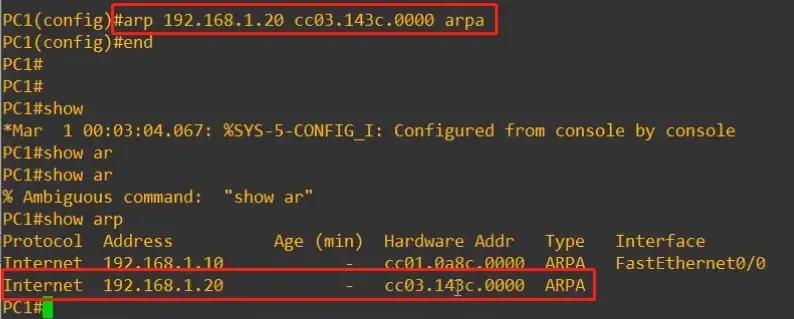 PC1(config)#arp 192.168.1.20 cc03.143c.0000 arpa
PC1(config)#end
PC1#
PC1#
PC1#show
*Mar  1 00:03:04.067: %SYS-5-CONFIG_I: Configured from console by console
PC1#show ar
PC1#show ar
% Ambiguous command:  "show ar"
PC1#show arp
Protocol  Address          Age (min)  Hardware Addr   Type   Interface
Internet  192.168.1.10            -   cc01.0a8c.0000  ARPA   FastEthernet0/0
Internet  192.168.1.20            -   cc03.143c.0000  ARPA
PC1#